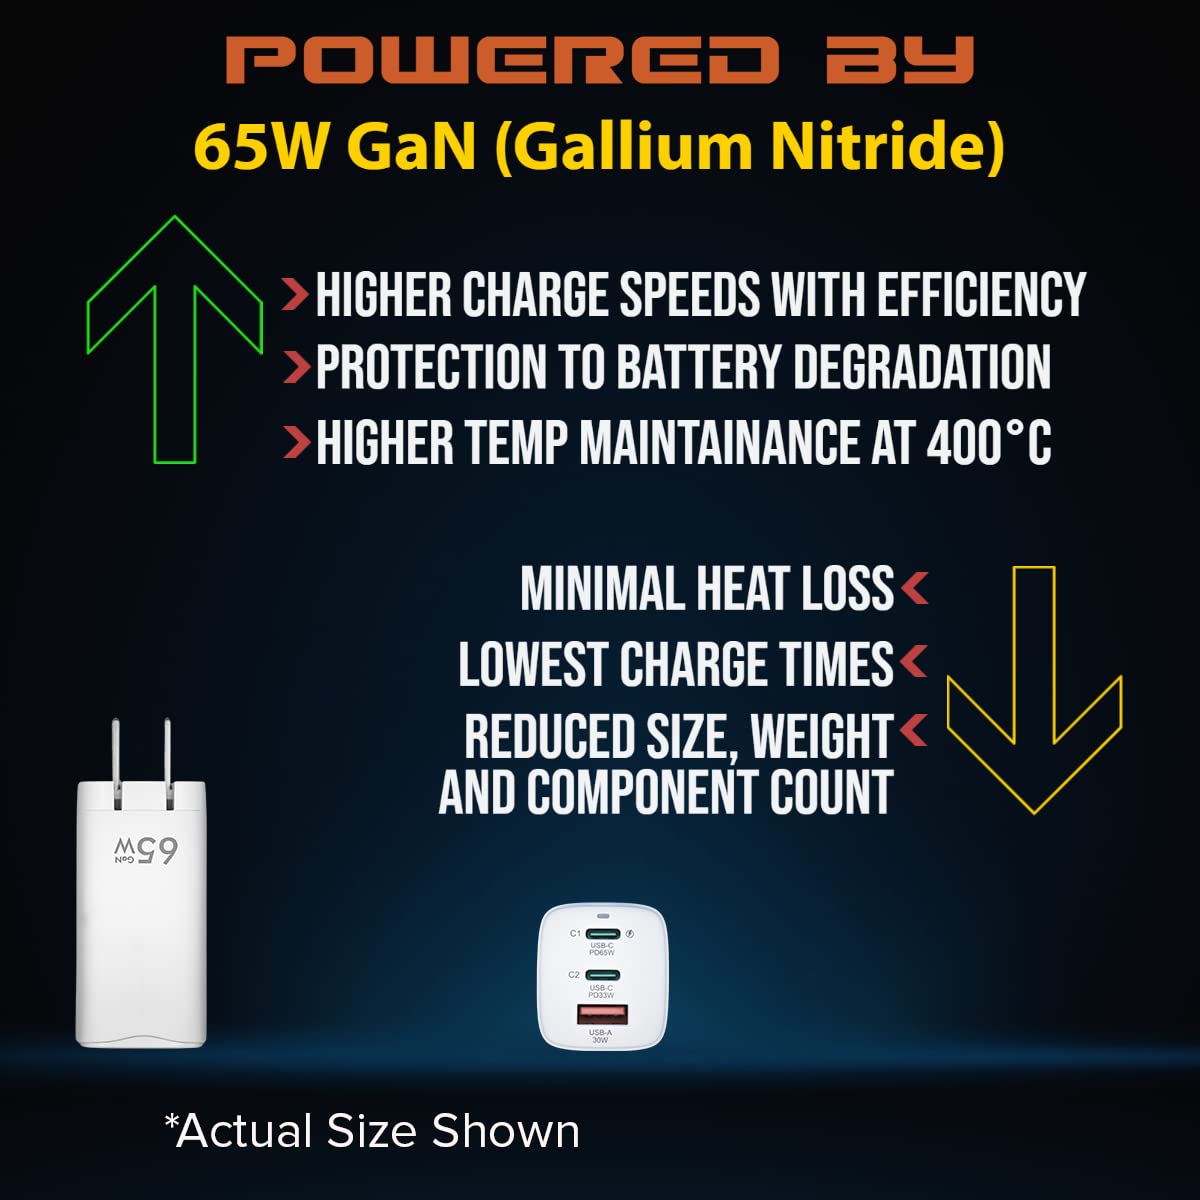 POWERED BY
65W GaN (Gallium Nitride)
HIGHER CHARGE SPEEDS WITH EFFICIENCY
PROTECTION TO BATTERY DEGRADATION
HIGHER TEMP MAINTAINANCE AT 400°C
MINIMAL HEAT LOSS
LOWEST CHARGE TIMES
REDUCED SIZE, WEIGHT
AND COMPONENT COUNT
65W
GaN
C1
USB-C
PD65W
C2
USB-C
PD33W
USB-A
30W
*Actual Size Shown